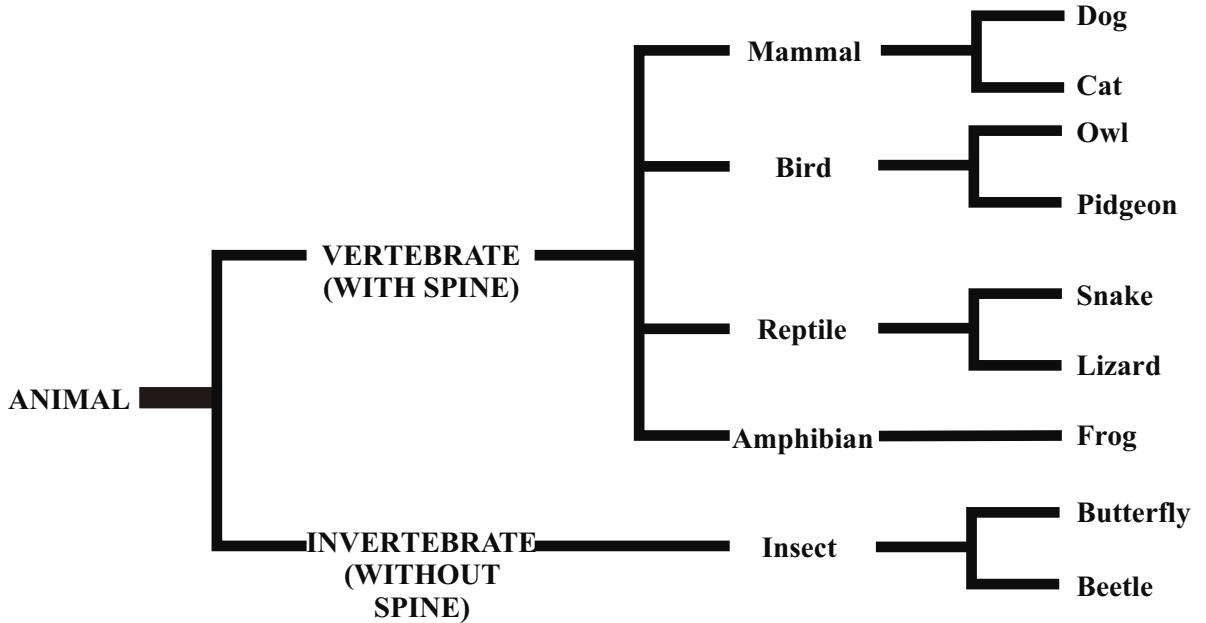 Dog
Mammal
Cat
Owl
Bird
Pidgeon
VERTEBRATE
(WITH SPINE)
Snake
Reptile
Lizard
ANIMAL
Amphibian
Frog
Butterfly
INVERTEBRATE
(WITHOUT
SPINE)
Insect
Beetle